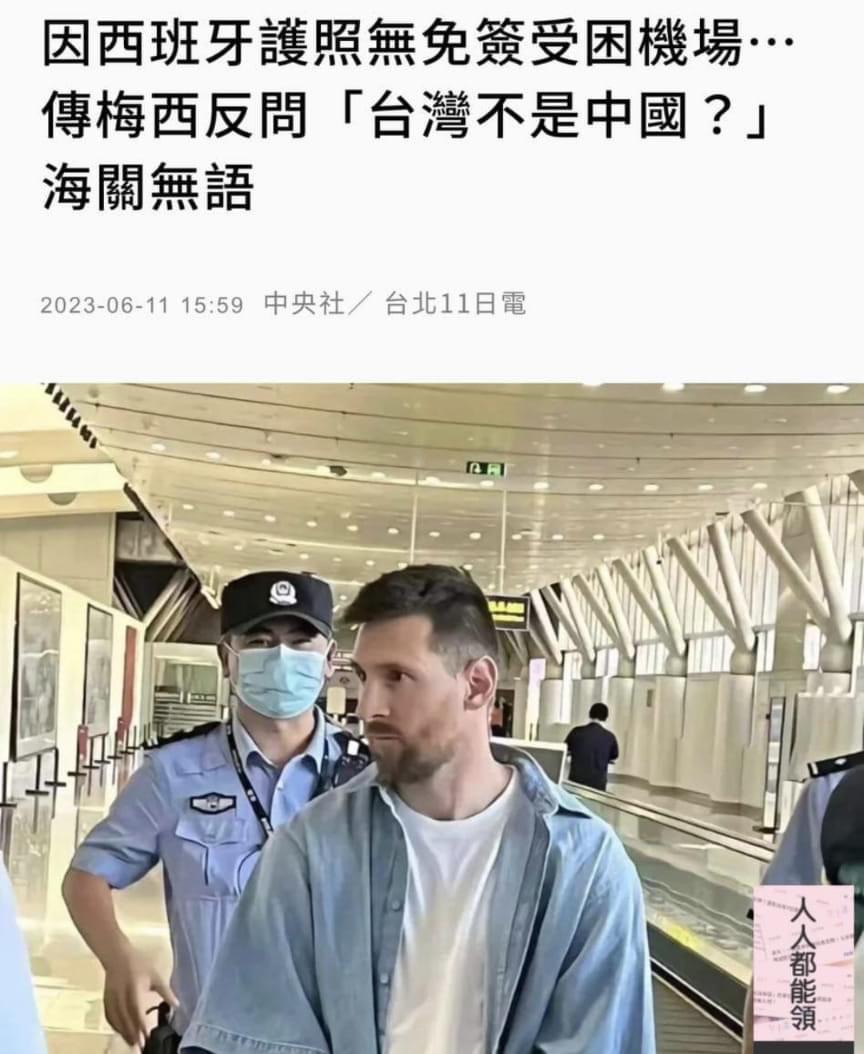 因西班牙護照無免簽受困機場…
傳梅西反問「台灣不是中國？」
海關無語
2023-06-11 15:59 中央社／ 台北11日電
人人都能領